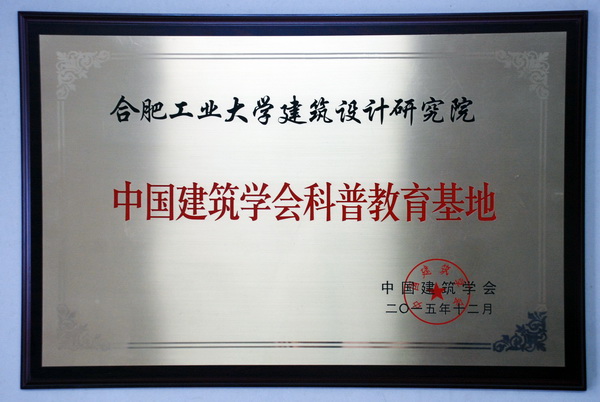 合肥工业大学建筑设计研究院
中国建筑学会科普教育基地
中国建筑学会
二〇一五年十二月